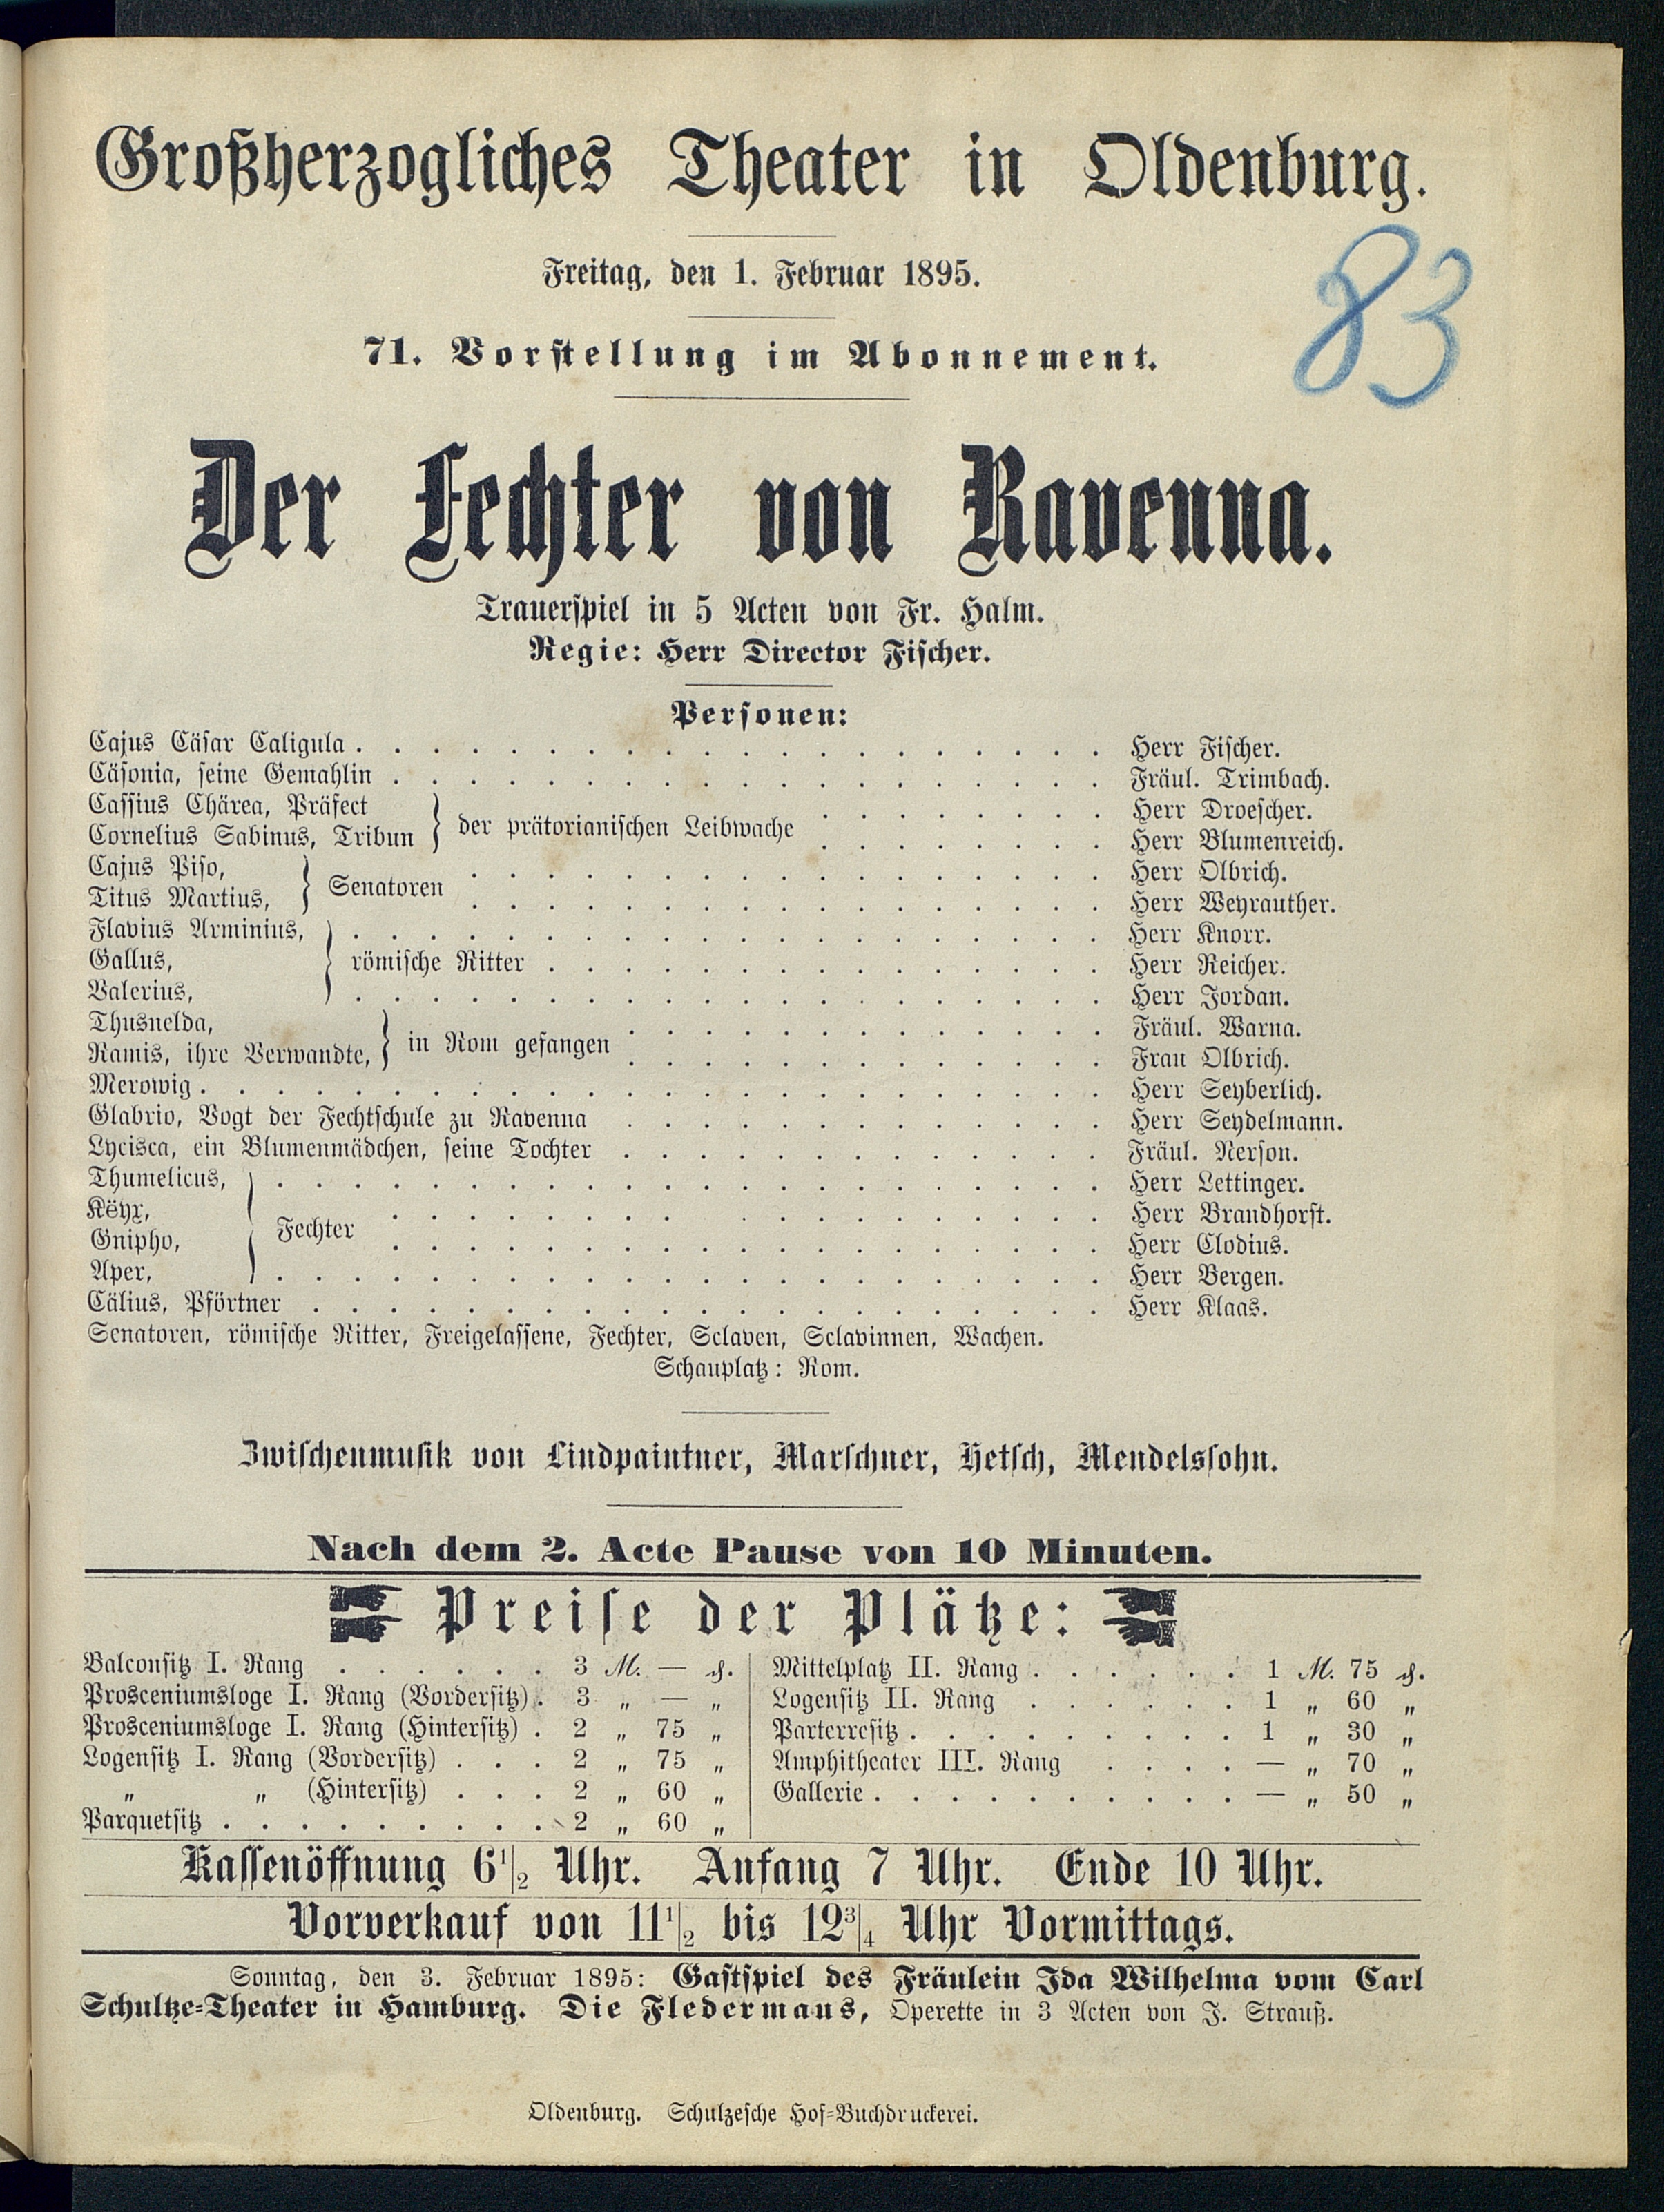 Großherzogliches Theater in Oldenburg.
Freitag, den 1. Februar 1895.
83
71. Vorstellung im Abonnement.
Der Fechter von Ravenna.
Trauerspiel in 5 Acten von Fr. Halm.
Regie: Herr Director Fischer.
Personen:
Cajus Cäsar Caligula . . . . . Herr Fischer.
Cäsonia, seine Gemahlin . . . . . Fräul. Trimbach.
Cassius Chärea, Präfect } der prätorianischen Leibwache . . . . . Herr Droescher.
Cornelius Sabinus, Tribun . . . . . Herr Blumenreich.
Cajus Piso, } Senatoren . . . . . Herr Olbrich.
Titus Martius, . . . . . Herr Weyrauther.
Flavius Arminius, . . . . . Herr Knorr.
Gallus, } römische Ritter . . . . . Herr Reicher.
Valerius, . . . . . Herr Jordan.
Thusnelda, } in Rom gefangen . . . . . Fräul. Warna.
Ramis, ihre Verwandte, . . . . . Frau Olbrich.
Merowig . . . . . Herr Seyberlich.
Glabrio, Vogt der Fechtschule zu Ravenna . . . . . Herr Seydelmann.
Lycisca, ein Blumenmädchen, seine Tochter . . . . . Fräul. Nerson.
Thumelicus, } Fechter . . . . . Herr Lettinger.
Köyx, . . . . . Herr Brandhorst.
Gnipho, . . . . . Herr Clodius.
Aper, . . . . . Herr Bergen.
Cälius, Pförtner . . . . . Herr Klaas.
Senatoren, römische Ritter, Freigelassene, Fechter, Sclaven, Sclavinnen, Wachen.
Schauplatz: Rom.
Zwischenmusik von Lindpaintner, Marschner, Hetsch, Mendelssohn.
Nach dem 2. Acte Pause von 10 Minuten.
Preise der Plätze:
Balconsitz I. Rang . . . . . 3 M. — ₰.
Prosceniumsloge I. Rang (Vordersitz) . 3 „ — „
Prosceniumsloge I. Rang (Hintersitz) . 2 „ 75 „
Logensitz I. Rang (Vordersitz) . . . 2 „ 75 „
„ „ (Hintersitz) . . . 2 „ 60 „
Parquetsitz . . . . . 2 „ 60 „
Mittelplatz II. Rang . . . . . 1 M. 75 ₰.
Logensitz II. Rang . . . . . 1 „ 60 „
Parterresitz . . . . . 1 „ 30 „
Amphitheater III. Rang . . . . — „ 70 „
Gallerie . . . . . — „ 50 „
Kassenöffnung 6½ Uhr. Anfang 7 Uhr. Ende 10 Uhr.
Vorverkauf von 11½ bis 12¾ Uhr Vormittags.
Sonntag, den 3. Februar 1895: Gastspiel des Fräulein Ida Wilhelma vom Carl
Schultze-Theater in Hamburg. Die Fledermaus, Operette in 3 Acten von J. Strauß.
Oldenburg. Schulzesche Hof-Buchdruckerei.